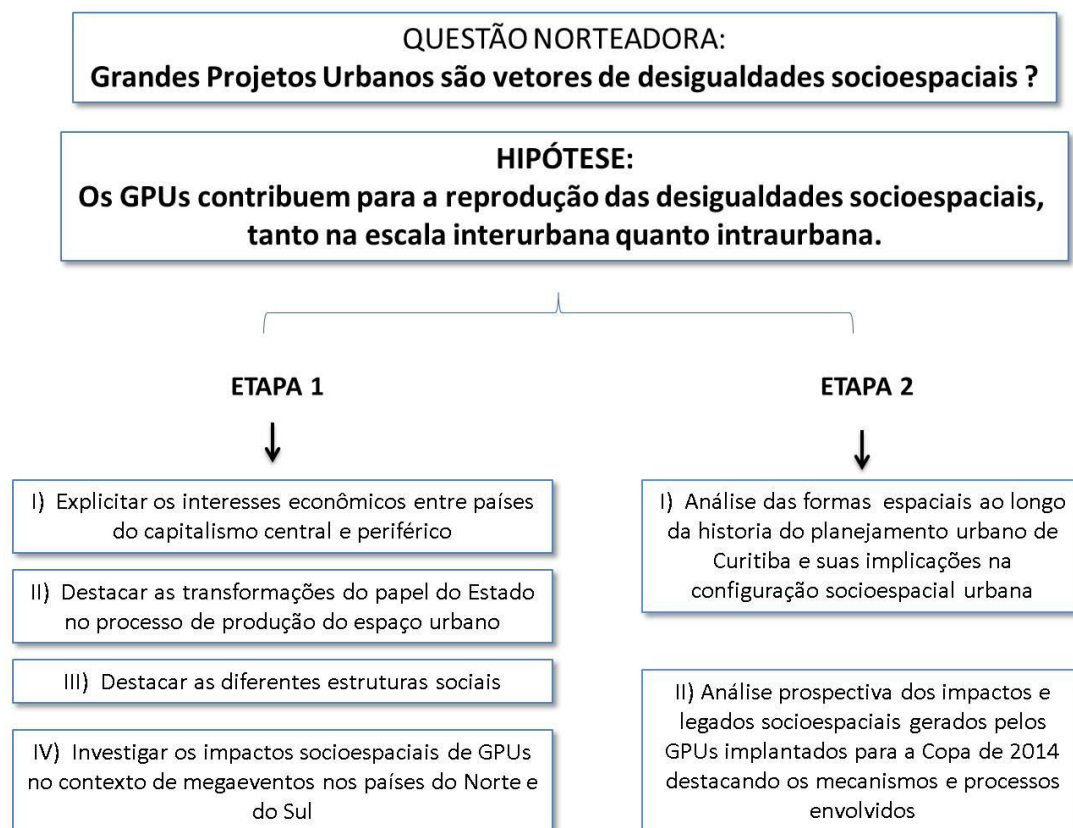 QUESTÃO NORTEADORA:
Grandes Projetos Urbanos são vetores de desigualdades socioespaciais ?
HIPÓTESE:
Os GPUs contribuem para a reprodução das desigualdades socioespaciais,
tanto na escala interurbana quanto intraurbana.
ETAPA 1
I) Explicitar os interesses econômicos entre países
do capitalismo central e periférico
II) Destacar as transformações do papel do Estado
no processo de produção do espaço urbano
III) Destacar as diferentes estruturas sociais
IV) Investigar os impactos socioespaciais de GPUs
no contexto de megaeventos nos países do Norte e
do Sul
ETAPA 2
I) Análise das formas espaciais ao longo
da historia do planejamento urbano de
Curitiba e suas implicações na
configuração socioespacial urbana
II) Análise prospectiva dos impactos e
legados socioespaciais gerados pelos
GPUs implantados para a Copa de 2014
destacando os mecanismos e processos
envolvidos